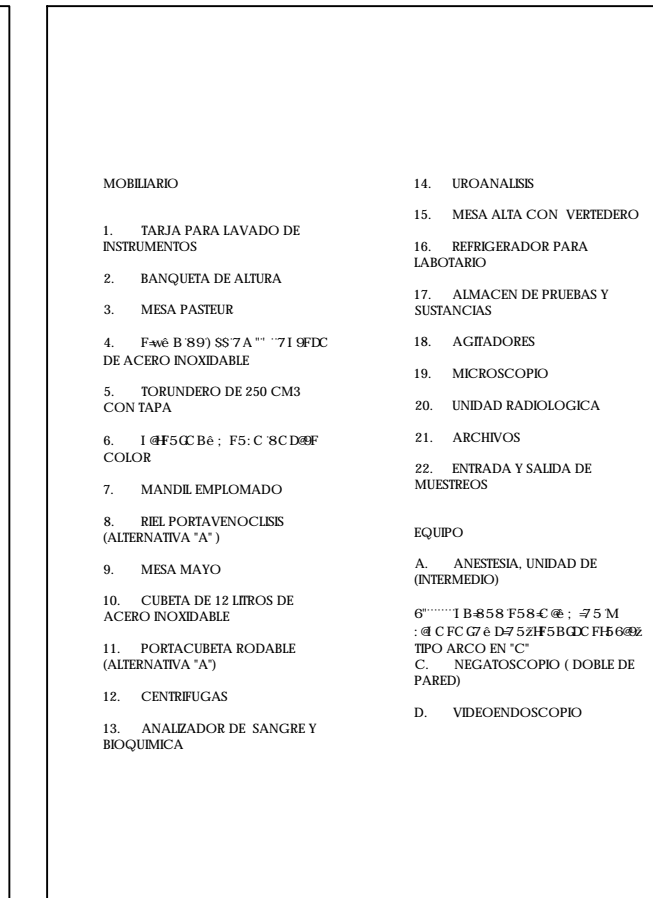 MOBILIARIO
1. TARJA PARA LAVADO DE
INSTRUMENTOS
2. BANQUETA DE ALTURA
3. MESA PASTEUR
4.
DE ACERO INOXIDABLE
5. TORUNDERO DE 250 CM3
CON TAPA
6.
COLOR
7. MANDIL EMPLOMADO
8. RIEL PORTAVENOCLISIS
(ALTERNATIVA "A" )
9. MESA MAYO
10. CUBETA DE 12 LITROS DE
ACERO INOXIDABLE
11. PORTACUBETA RODABLE
(ALTERNATIVA "A")
12. CENTRIFUGAS
13. ANALIZADOR DE SANGRE Y
BIOQUIMICA
14. UROANALISIS
15. MESA ALTA CON VERTEDERO
16. REFRIGERADOR PARA
LABOTARIO
17. ALMACEN DE PRUEBAS Y
SUSTANCIAS
18. AGITADORES
19. MICROSCOPIO
20. UNIDAD RADIOLOGICA
21. ARCHIVOS
22. ENTRADA Y SALIDA DE
MUESTREOS
EQUIPO
A. ANESTESIA, UNIDAD DE
(INTERMEDIO)
TIPO ARCO EN "C"
C. NEGATOSCOPIO ( DOBLE DE
PARED)
D. VIDEOENDOSCOPIO